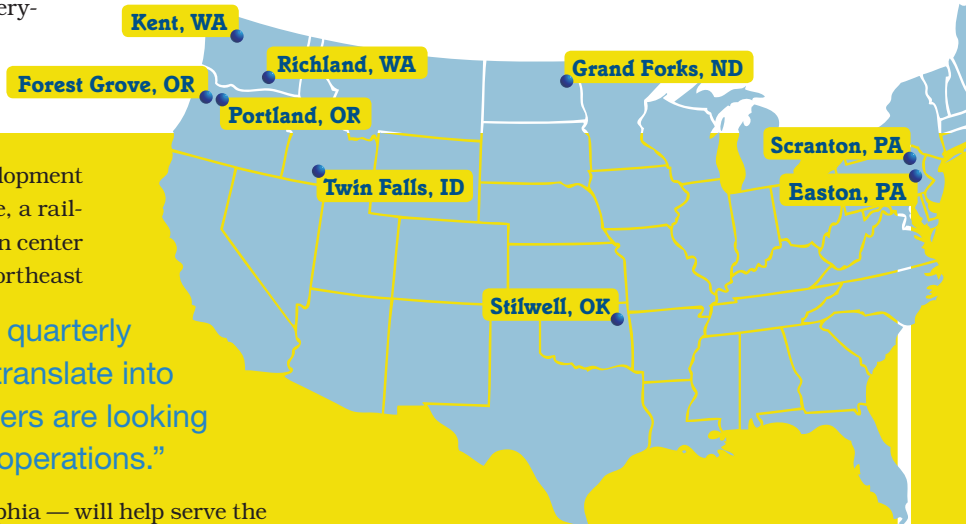 ery-
Kent, WA
Richland, WA
Grand Forks, ND
Forest Grove, OR
Portland, OR
Scranton, PA
Twin Falls, ID
Easton, PA
Stilwell, OK
lopment
e, a rail-
n center
ortheast
quarterly
translate into
ers are looking
operations.”
phia — will help serve the